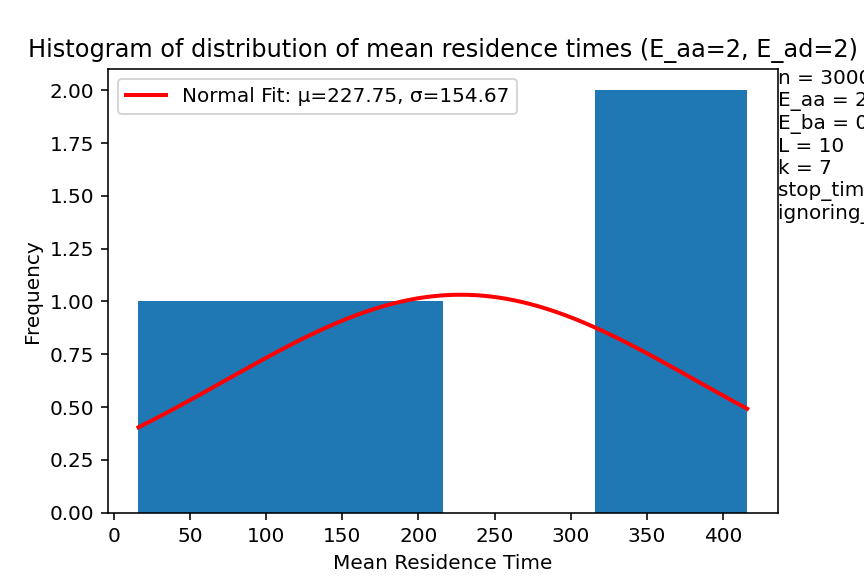 Histogram of distribution of mean residence times (E_aa=2, E_ad=2)
Normal Fit: μ=227.75, σ=154.67
n = 3000
E_aa = 2
E_ba = 0
L = 10
k = 7
stop_tim
ignoring_
2.00
1.75
1.50
1.25
1.00
0.75
0.50
0.25
0.00
Frequency
0 50 100 150 200 250 300 350 400
Mean Residence Time